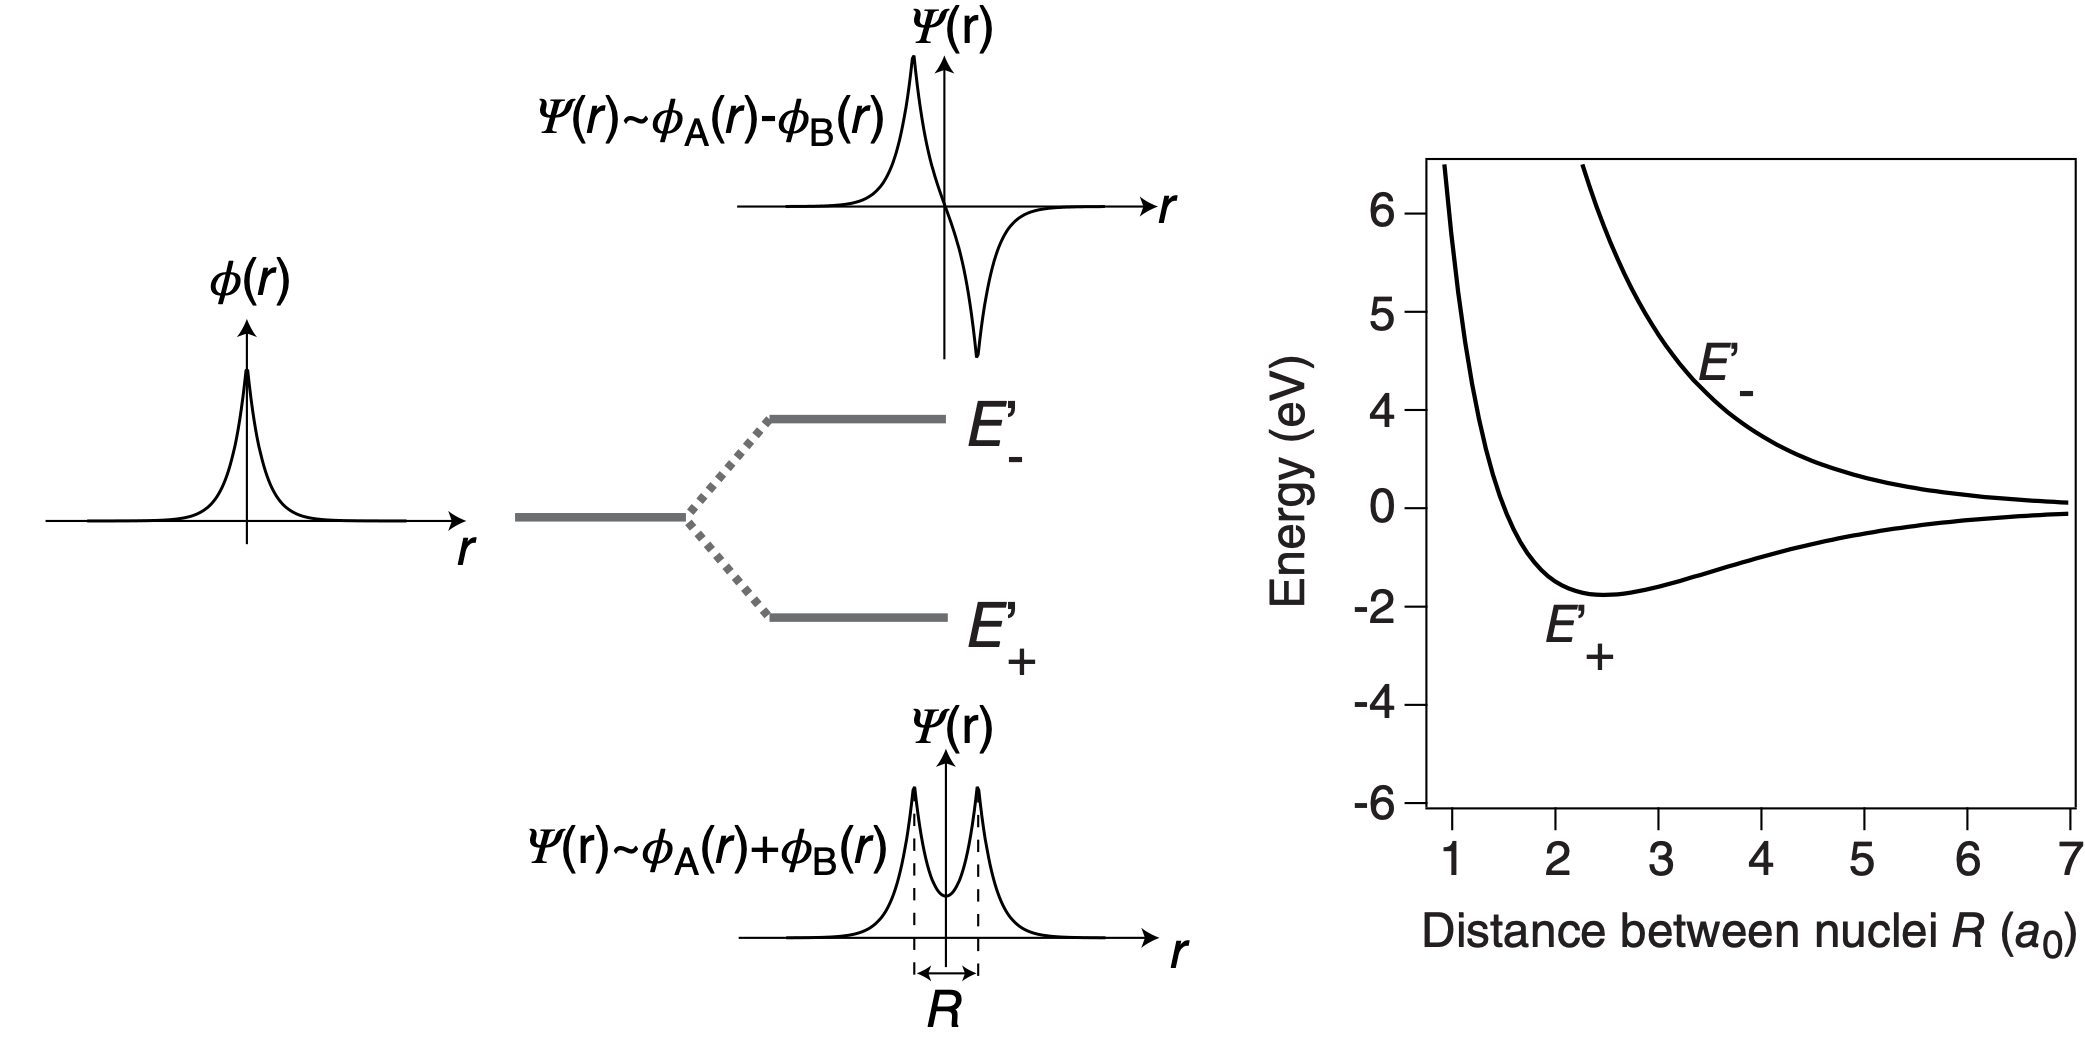 Ψ(r)
Ψ(r)~ϕA(r)-ϕB(r)
r
ϕ(r)
r
E'-
E'+
Ψ(r)
Ψ(r)~ϕA(r)+ϕB(r)
r
R
Energy (eV)
6
5
4
0
-2
-4
-6
E'-
E'+
1 2 3 4 5 6 7
Distance between nuclei R (a0)